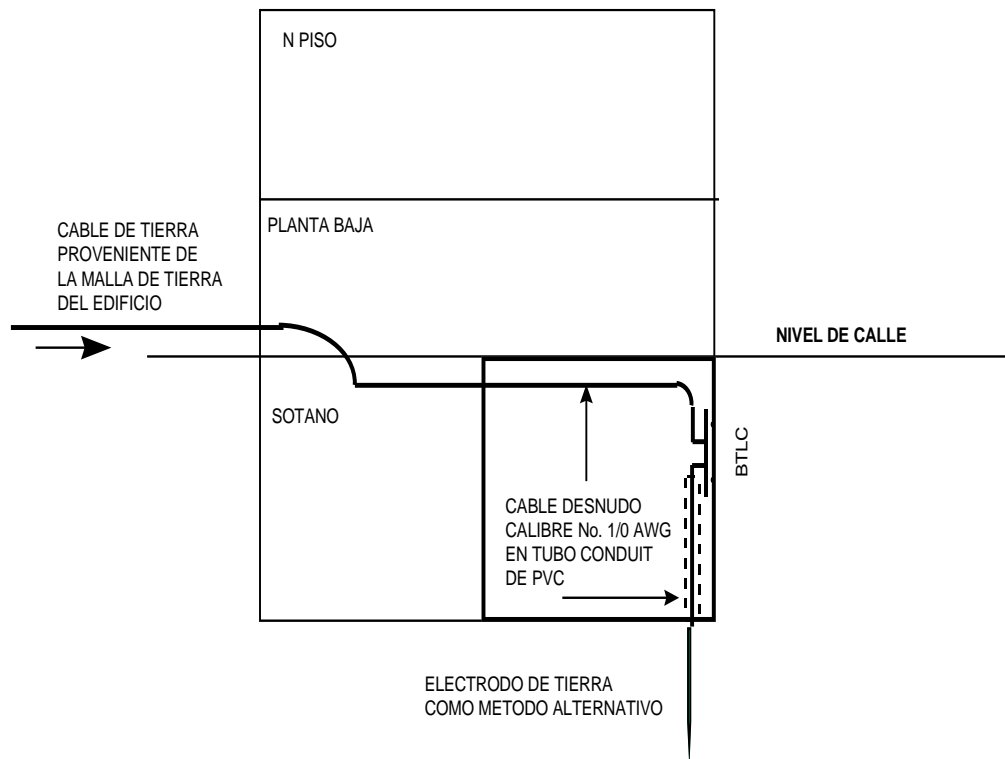 N PISO
PLANTA BAJA
CABLE DE TIERRA
PROVENIENTE DE
LA MALLA DE TIERRA
DEL EDIFICIO
NIVEL DE CALLE
SOTANO
BTLC
CABLE DESNUDO
CALIBRE No. 1/0 AWG
EN TUBO CONDUIT
DE PVC
ELECTRODO DE TIERRA
COMO METODO ALTERNATIVO